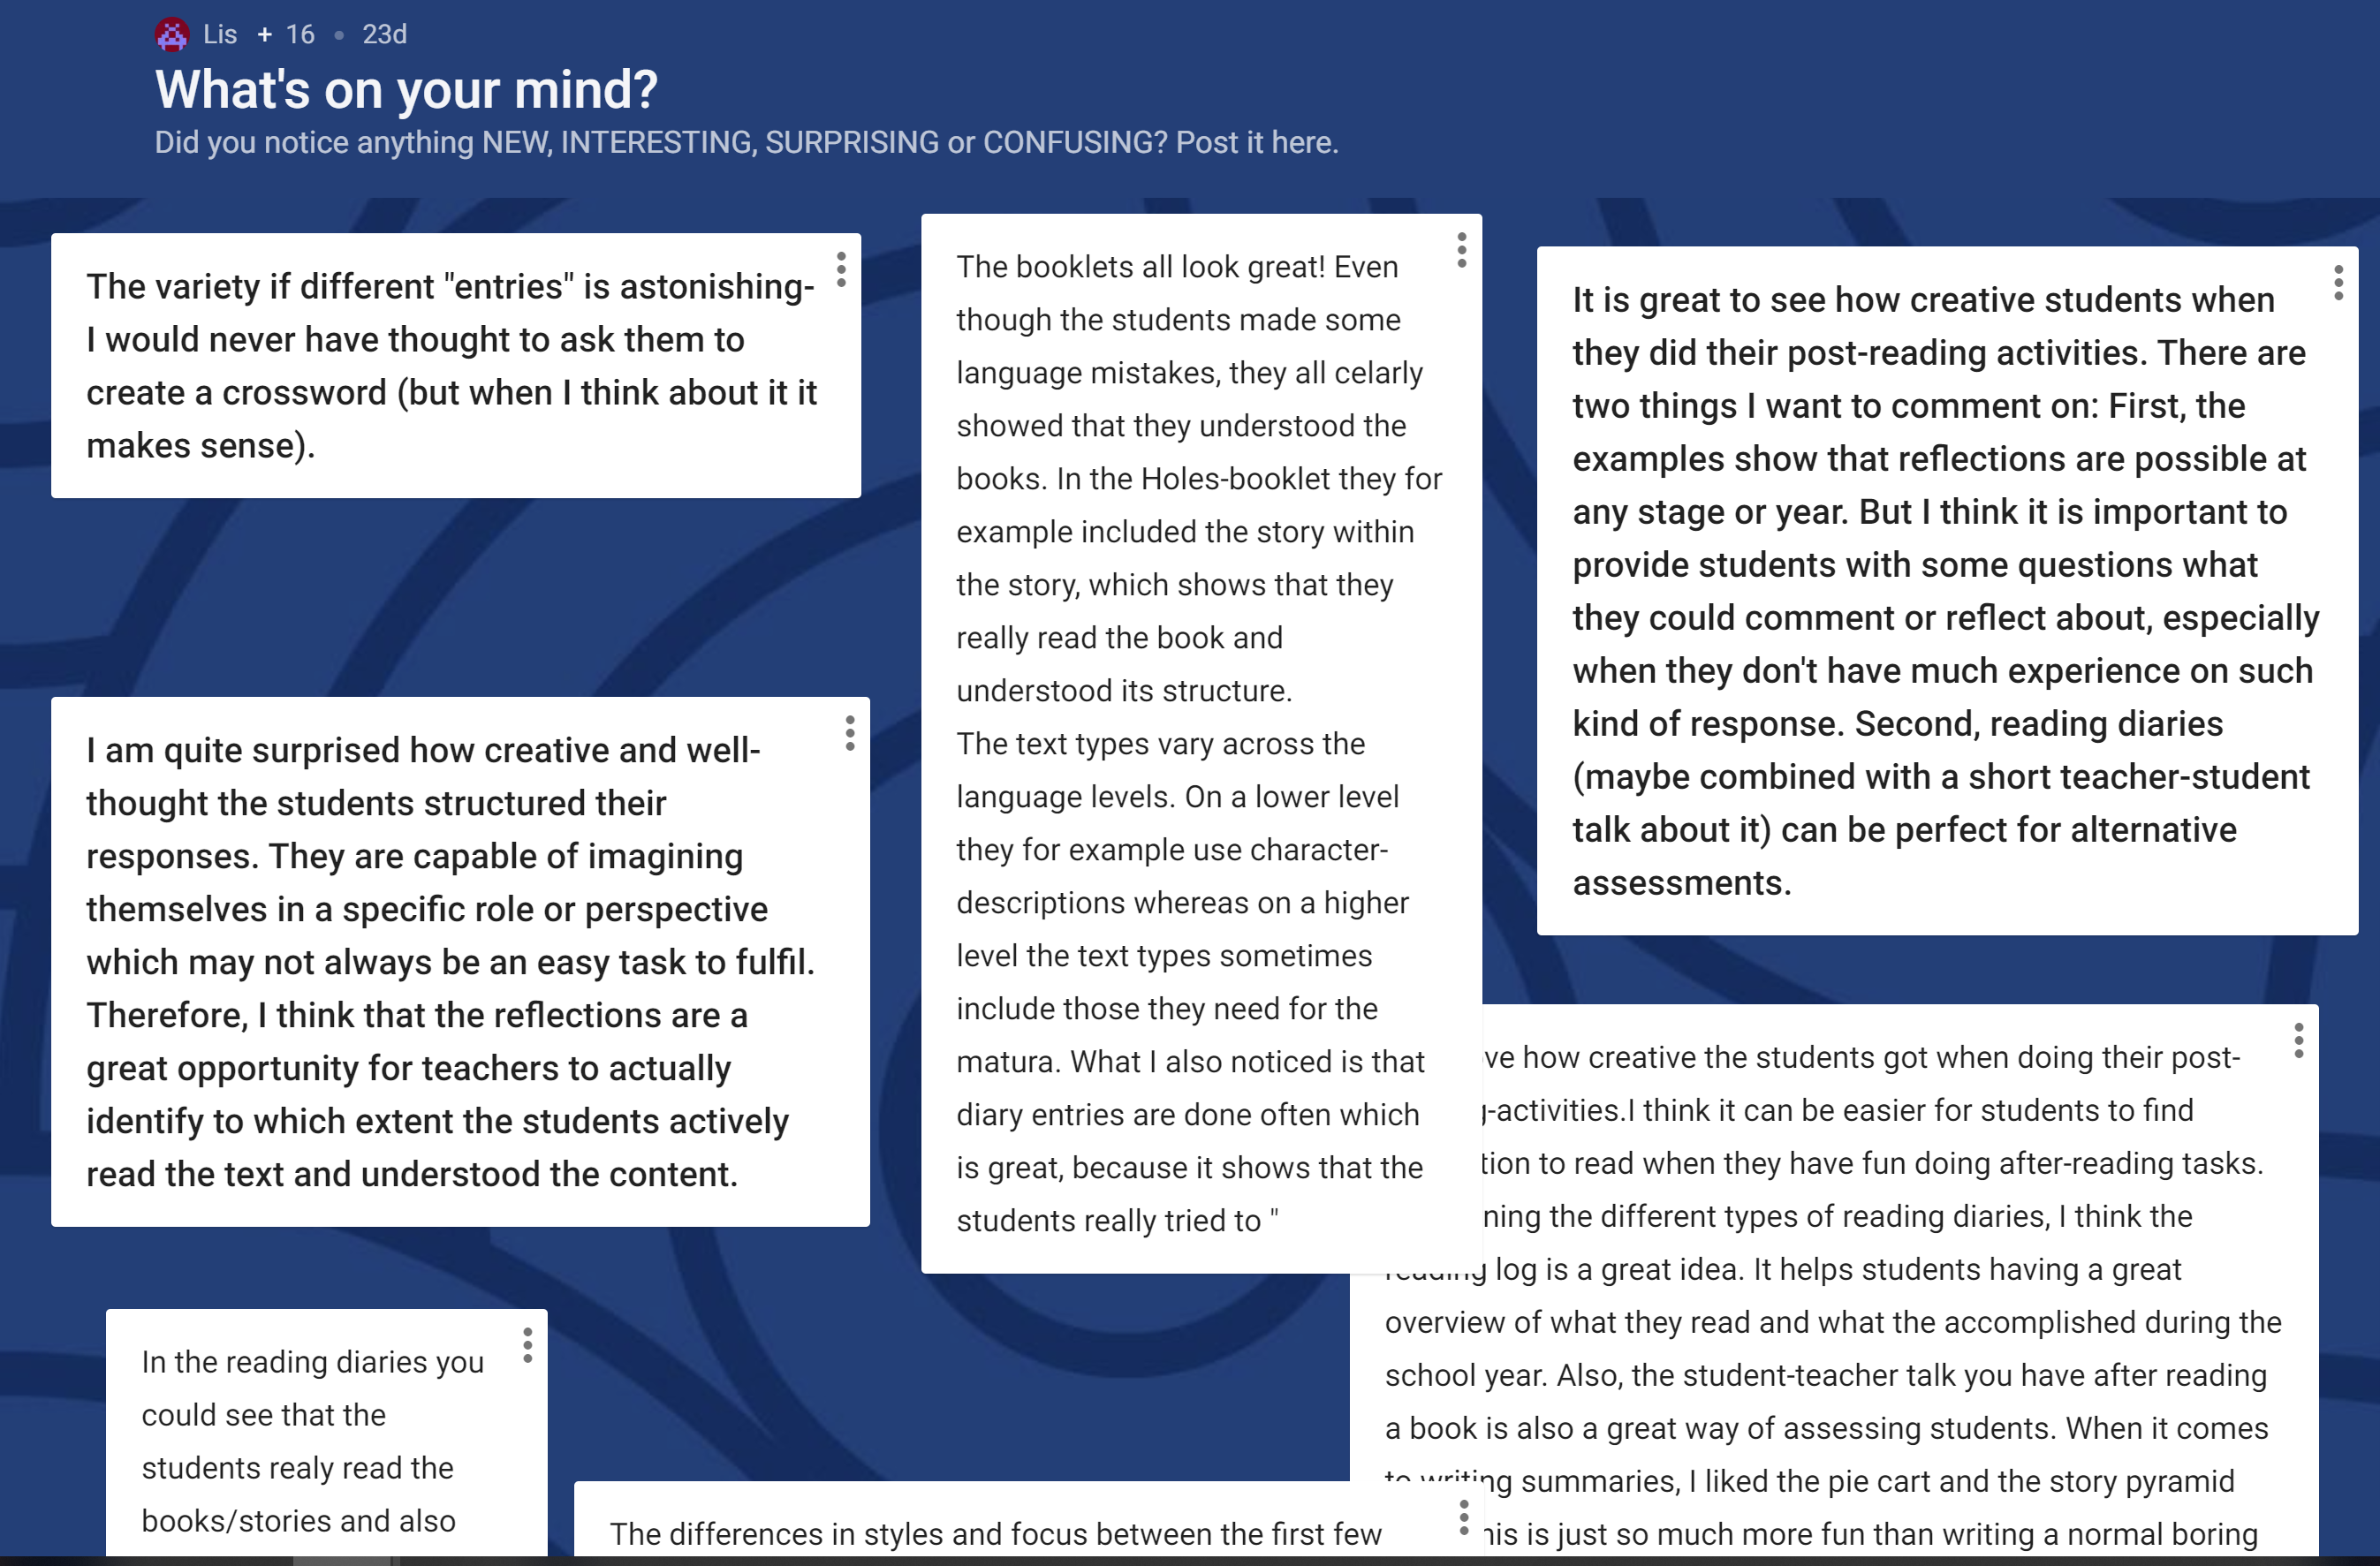 Lis + 16 • 23d
What's on your mind?
Did you notice anything NEW, INTERESTING, SURPRISING or CONFUSING? Post it here.
The variety if different "entries" is astonishing-
I would never have thought to ask them to
create a crossword (but when I think about it it
makes sense).
I am quite surprised how creative and well-
thought the students structured their
responses. They are capable of imagining
themselves in a specific role or perspective
which may not always be an easy task to fulfil.
Therefore, I think that the reflections are a
great opportunity for teachers to actually
identify to which extent the students actively
read the text and understood the content.
In the reading diaries you
could see that the
students realy read the
books/stories and also
The booklets all look great! Even
though the students made some
language mistakes, they all celarly
showed that they understood the
books. In the Holes-booklet they for
example included the story within
the story, which shows that they
really read the book and
understood its structure.
The text types vary across the
language levels. On a lower level
they for example use character-
descriptions whereas on a higher
level the text types sometimes
include those they need for the
matura. What I also noticed is that
diary entries are done often which
is great, because it shows that the
students really tried to "
The differences in styles and focus between the first few
It is great to see how creative students when
they did their post-reading activities. There are
two things I want to comment on: First, the
examples show that reflections are possible at
any stage or year. But I think it is important to
provide students with some questions what
they could comment or reflect about, especially
when they don't have much experience on such
kind of response. Second, reading diaries
(maybe combined with a short teacher-student
talk about it) can be perfect for alternative
assessments.
how creative the students got when doing their post-
-activities.I think it can be easier for students to find
to read when they have fun doing after-reading tasks.
the different types of reading diaries, I think the
reading log is a great idea. It helps students having a great
overview of what they read and what the accomplished during the
school year. Also, the student-teacher talk you have after reading
a book is also a great way of assessing students. When it comes
to writing summaries, I liked the pie cart and the story pyramid
is just so much more fun than writing a normal boring